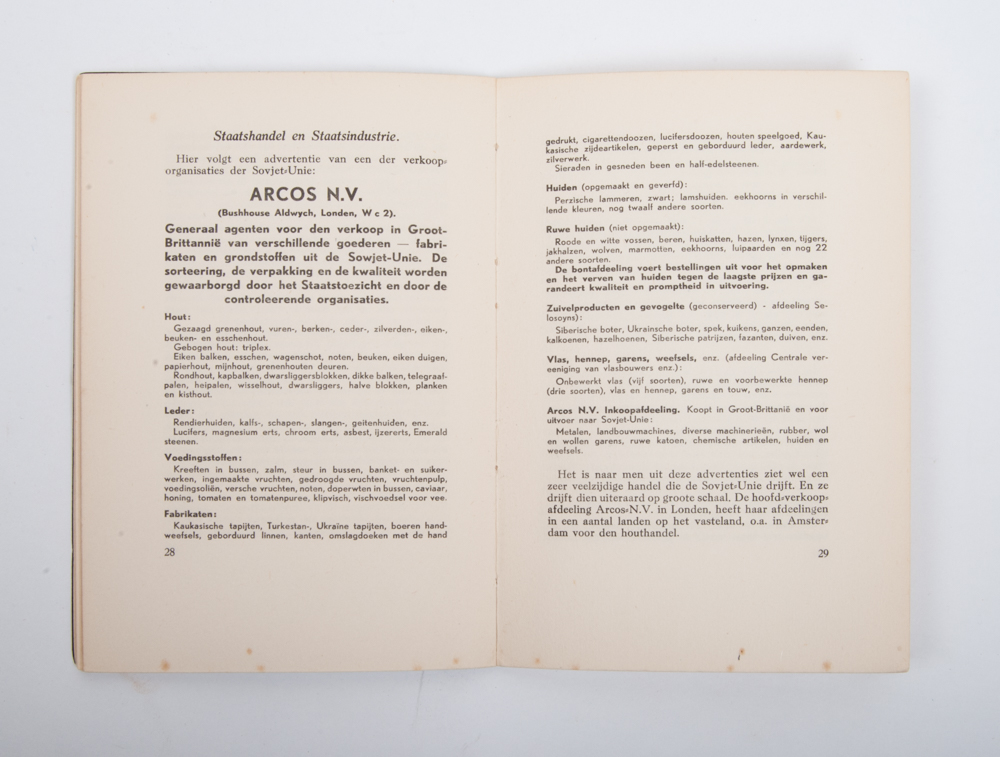 Staatshandel en Staatsindustrie.
Hier volgt een advertentie van een der verkoop-
organisaties der Sovjet-Unie:
ARCOS N.V.
(Bushhouse Aldwych, Londen, W c 2).
Generaal agenten voor den verkoop in Groot-
Brittannië van verschillende goederen — fabri-
katen en grondstoffen uit de Sowjet-Unie. De
sorteering, de verpakking en de kwaliteit worden
gewaarborgd door het Staatstoezicht en door de
controleerende organisaties.
Hout:
Gezaagd grenenhout, vuren-, berken-, ceder-, zilverden-, eiken-,
beuken- en esschenhout.
Gebogen hout: triplex.
Eiken balken, esschen, wagenschot, noten, beuken, eiken duigen,
papierhout, mijnhout, grenenhouten deuren.
Rondhout, kapbalken, dwarsliggersblokken, dikke balken, telegraaf-
palen, heipalen, wisselhout, dwarsliggers, halve blokken, planken
en kisthout.
Leder:
Rendierhuiden, kalfs-, schapen-, slangen-, geitenhuiden, enz.
Lucifers, magnesium erts, chroom erts, asbest, ijzererts, Emerald
steenen.
Voedingsstoffen:
Kreeften in bussen, zalm, steur in bussen, banket- en suiker-
werken, ingemaakte vruchten, gedroogde vruchten, vruchtenpulp,
voedingsoliën, versche vruchten, noten, doperwten in bussen, caviaar,
honing, tomaten en tomatenpuree, klipvisch, vischvoedsel voor vee.
Fabrikaten:
Kaukasische tapijten, Turkestan-, Ukraïne tapijten, boeren hand-
weefsels, geborduurd linnen, kanten, omslagdoeken met de hand
28
gedrukt, cigarettendoozen, lucifersdoozen, houten speelgoed, Kau-
kasische zijdeartikelen, geperst en geborduurd leder, aardewerk,
zilverwerk.
Sieraden in gesneden been en half-edelsteenen.
Huiden (opgemaakt en geverfd):
Perzische lammeren, zwart; lamshuiden. eekhoorns in verschil-
lende kleuren, nog twaalf andere soorten.
Ruwe huiden (niet opgemaakt):
Roode en witte vossen, beren, huiskatten, hazen, lynxen, tijgers,
jakhalzen, wolven, marmotten, eekhoorns, luipaarden en nog 22
andere soorten.
De bontafdeeling voert bestellingen uit voor het opmaken
en het verven van huiden tegen de laagste prijzen en ga-
randeert kwaliteit en promptheid in uitvoering.
Zuivelproducten en gevogelte (geconserveerd) - afdeeling Se-
losoyns):
Siberische boter, Ukrainsche boter, spek, kuikens, ganzen, eenden,
kalkoenen, hazelhoenen, Siberische patrijzen, fazanten, duiven, enz.
Vlas, hennep, garens, weefsels, enz. (afdeeling Centrale ver-
eeniging van vlasbouwers enz.):
Onbewerkt vlas (vijf soorten), ruwe en voorbewerkte hennep
(drie soorten), vlas en hennep, garens en touw, enz.
Arcos N.V. Inkoopafdeeling. Koopt in Groot-Brittanië en voor
uitvoer naar Sovjet-Unie:
Metalen, landbouwmachines, diverse machinerieën, rubber, wol
en wollen garens, ruwe katoen, chemische artikelen, huiden en
weefsels.
Het is naar men uit deze advertenties ziet wel een
zeer veelzijdige handel die de Sovjet-Unie drijft. En ze
drijft dien uiteraard op groote schaal. De hoofd-verkoop-
afdeeling Arcos-N.V. in Londen, heeft haar afdeelingen
in een aantal landen op het vasteland, o.a. in Amster-
dam voor den houthandel.
29